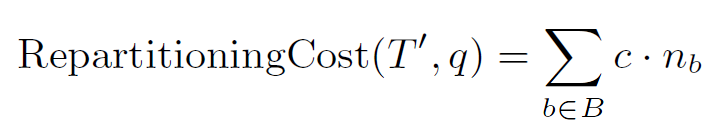 RepartitioningCost(T′, q) = ∑_{b∈B} c · n_b